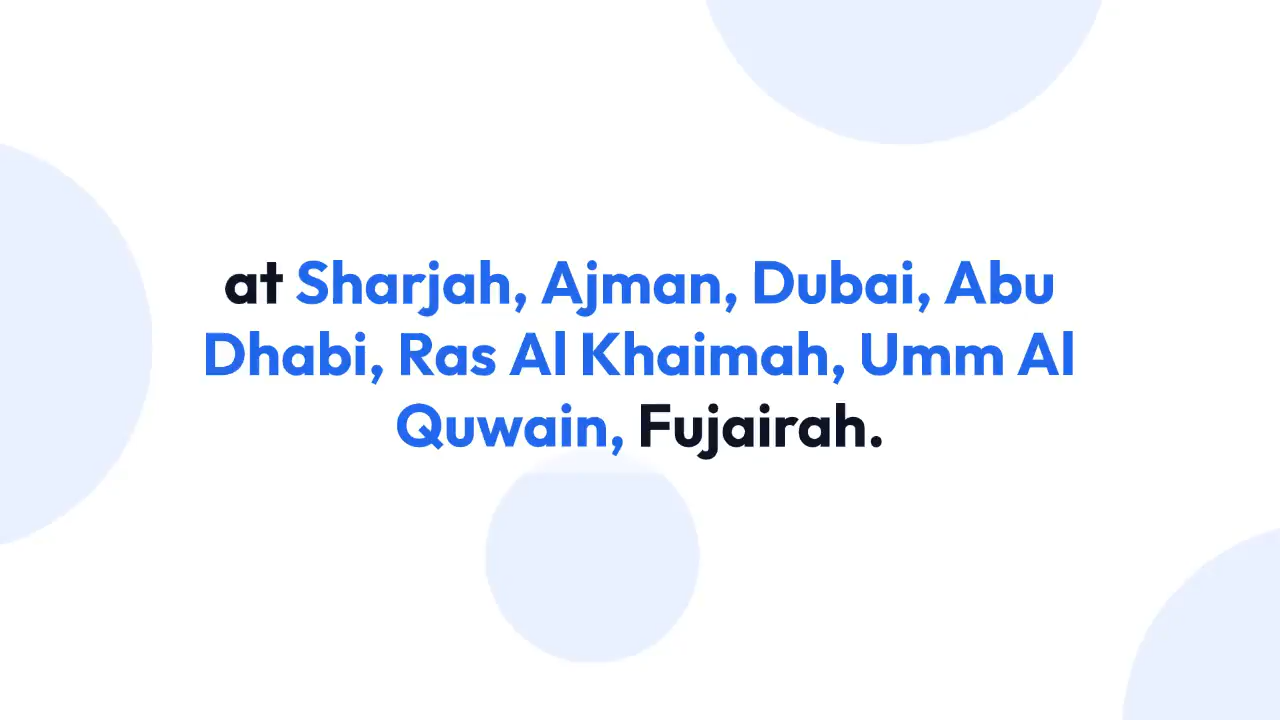 at Sharjah, Ajman, Dubai, Abu
Dhabi, Ras Al Khaimah, Umm Al
Quwain, Fujairah.